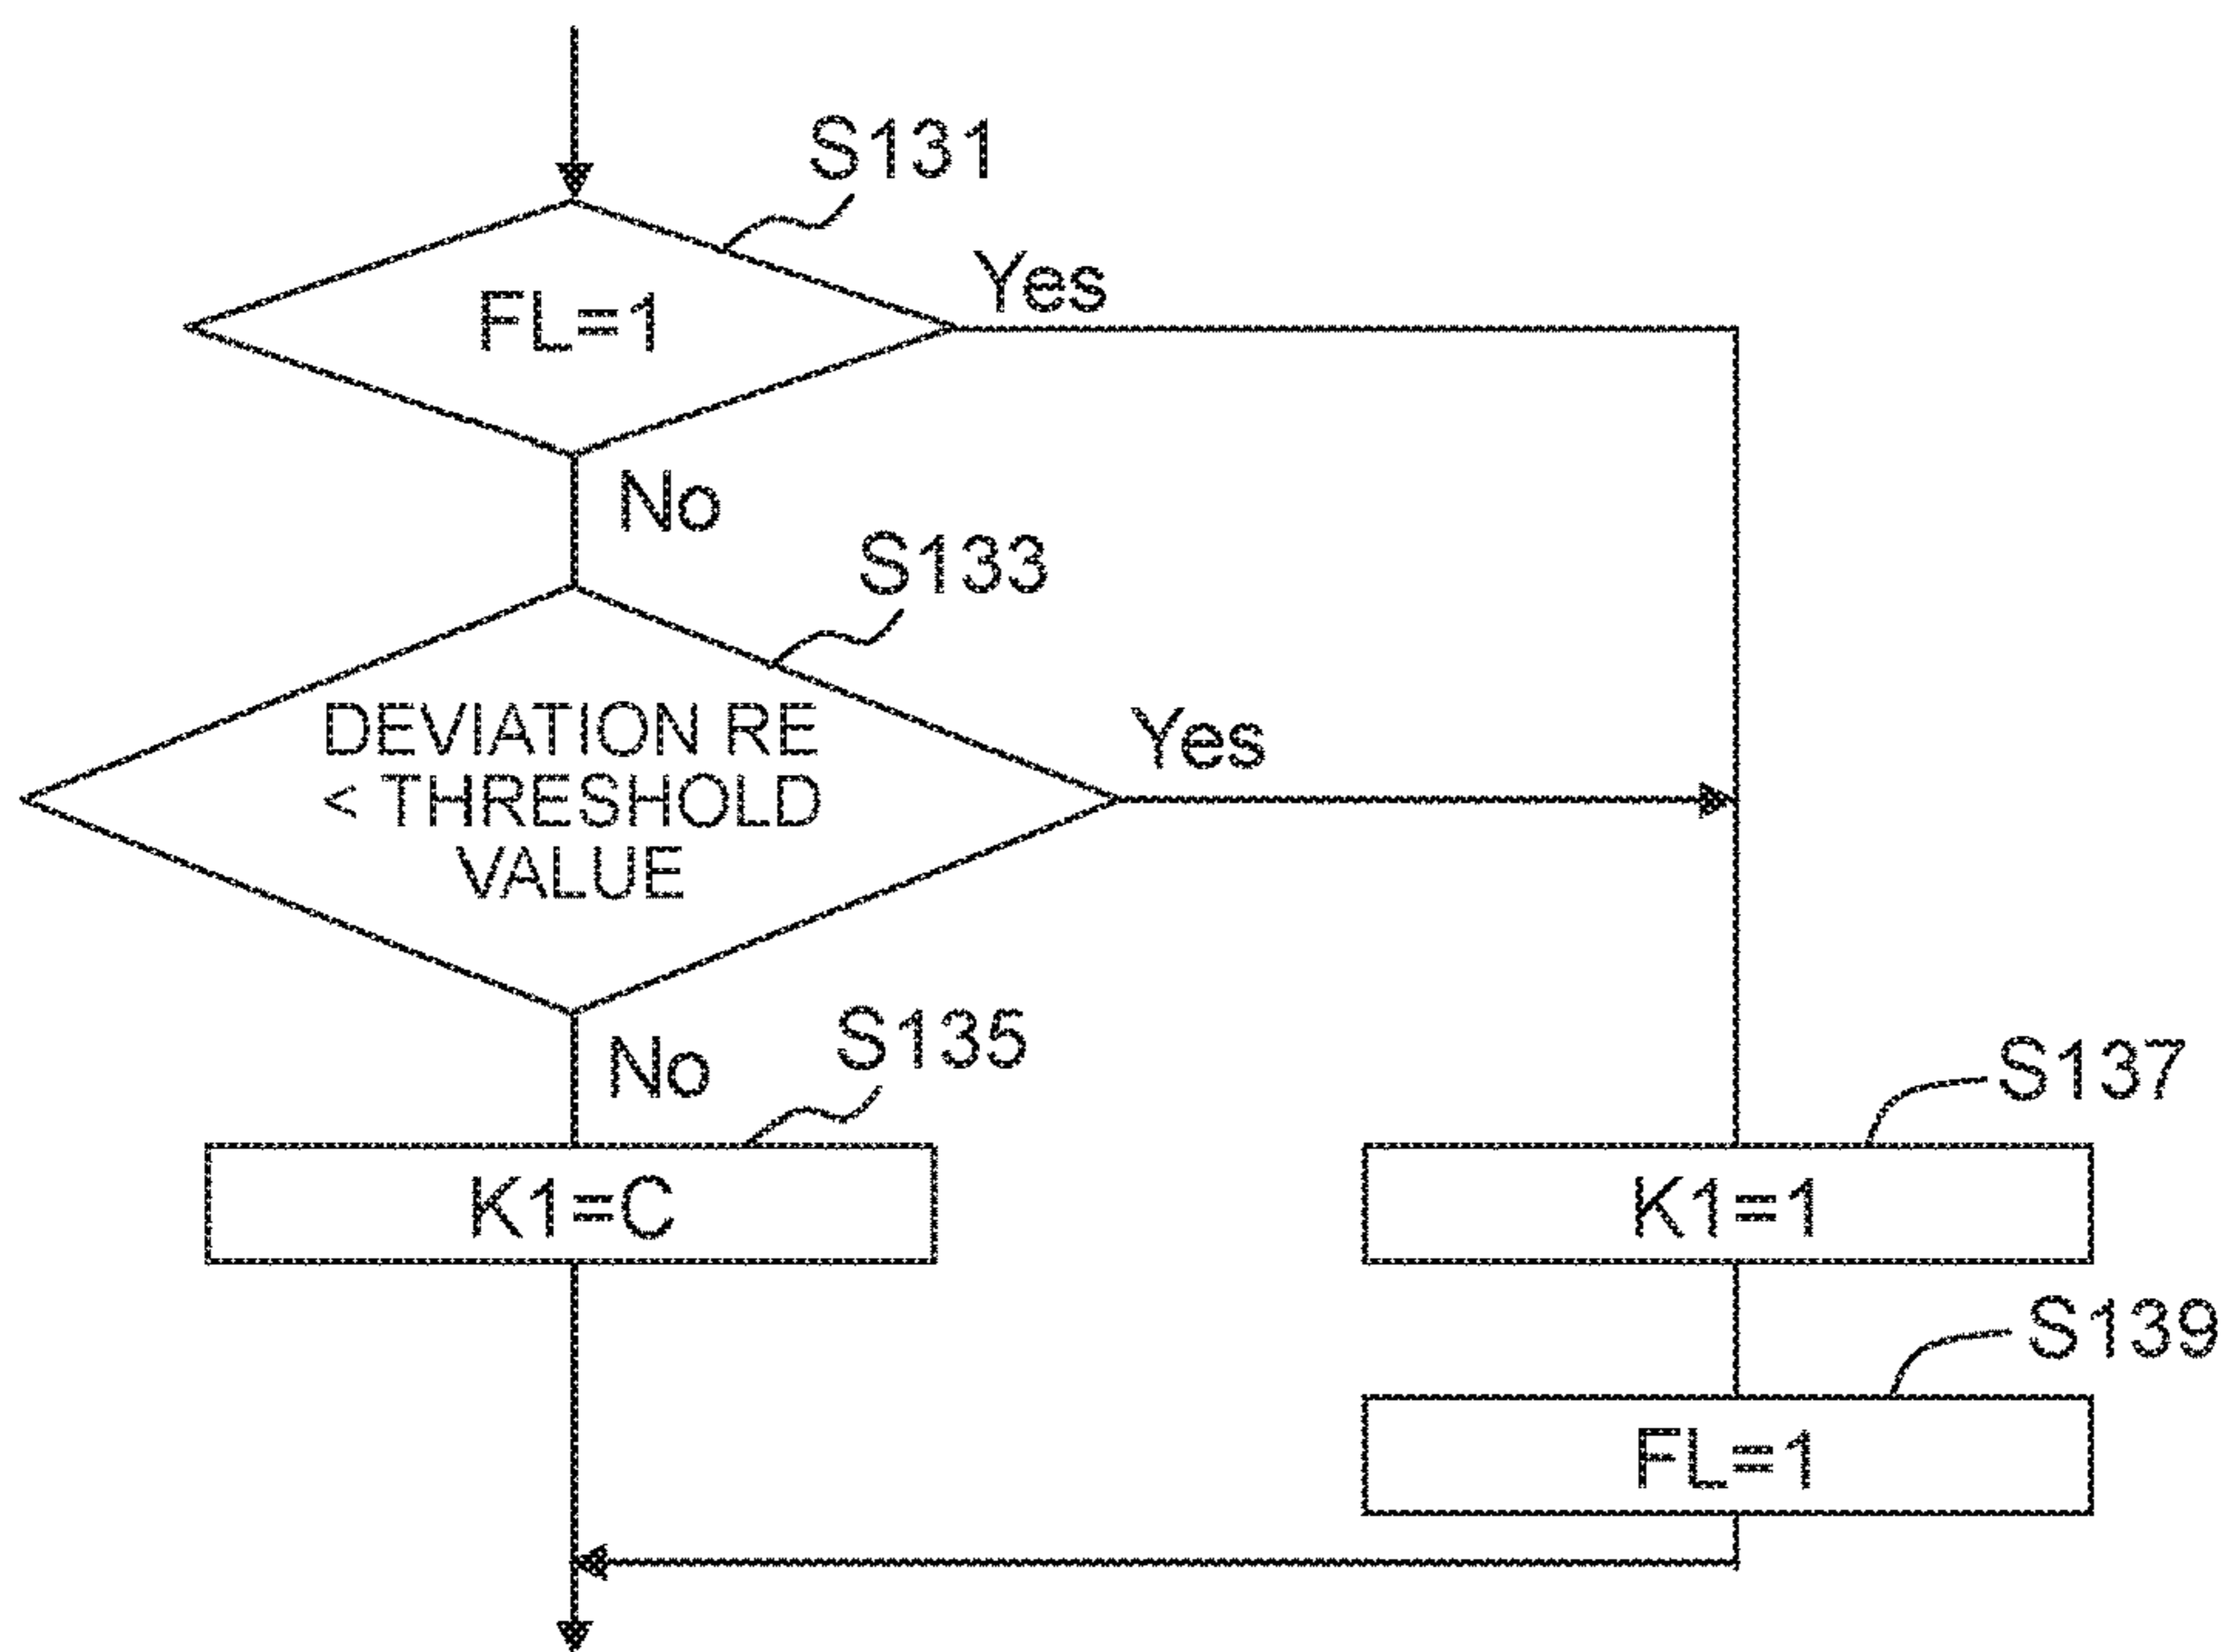 S131
FL=1
Yes
No
S133
DEVIATION RE
< THRESHOLD
VALUE
Yes
No
S135
K1=C
S137
K1=1
S139
FL=1